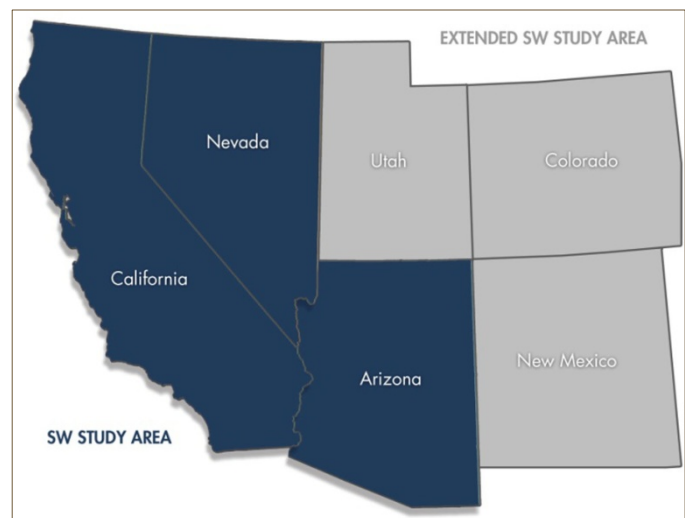 EXTENDED SW STUDY AREA
Nevada
Utah
Colorado
California
New Mexico
Arizona
SW STUDY AREA